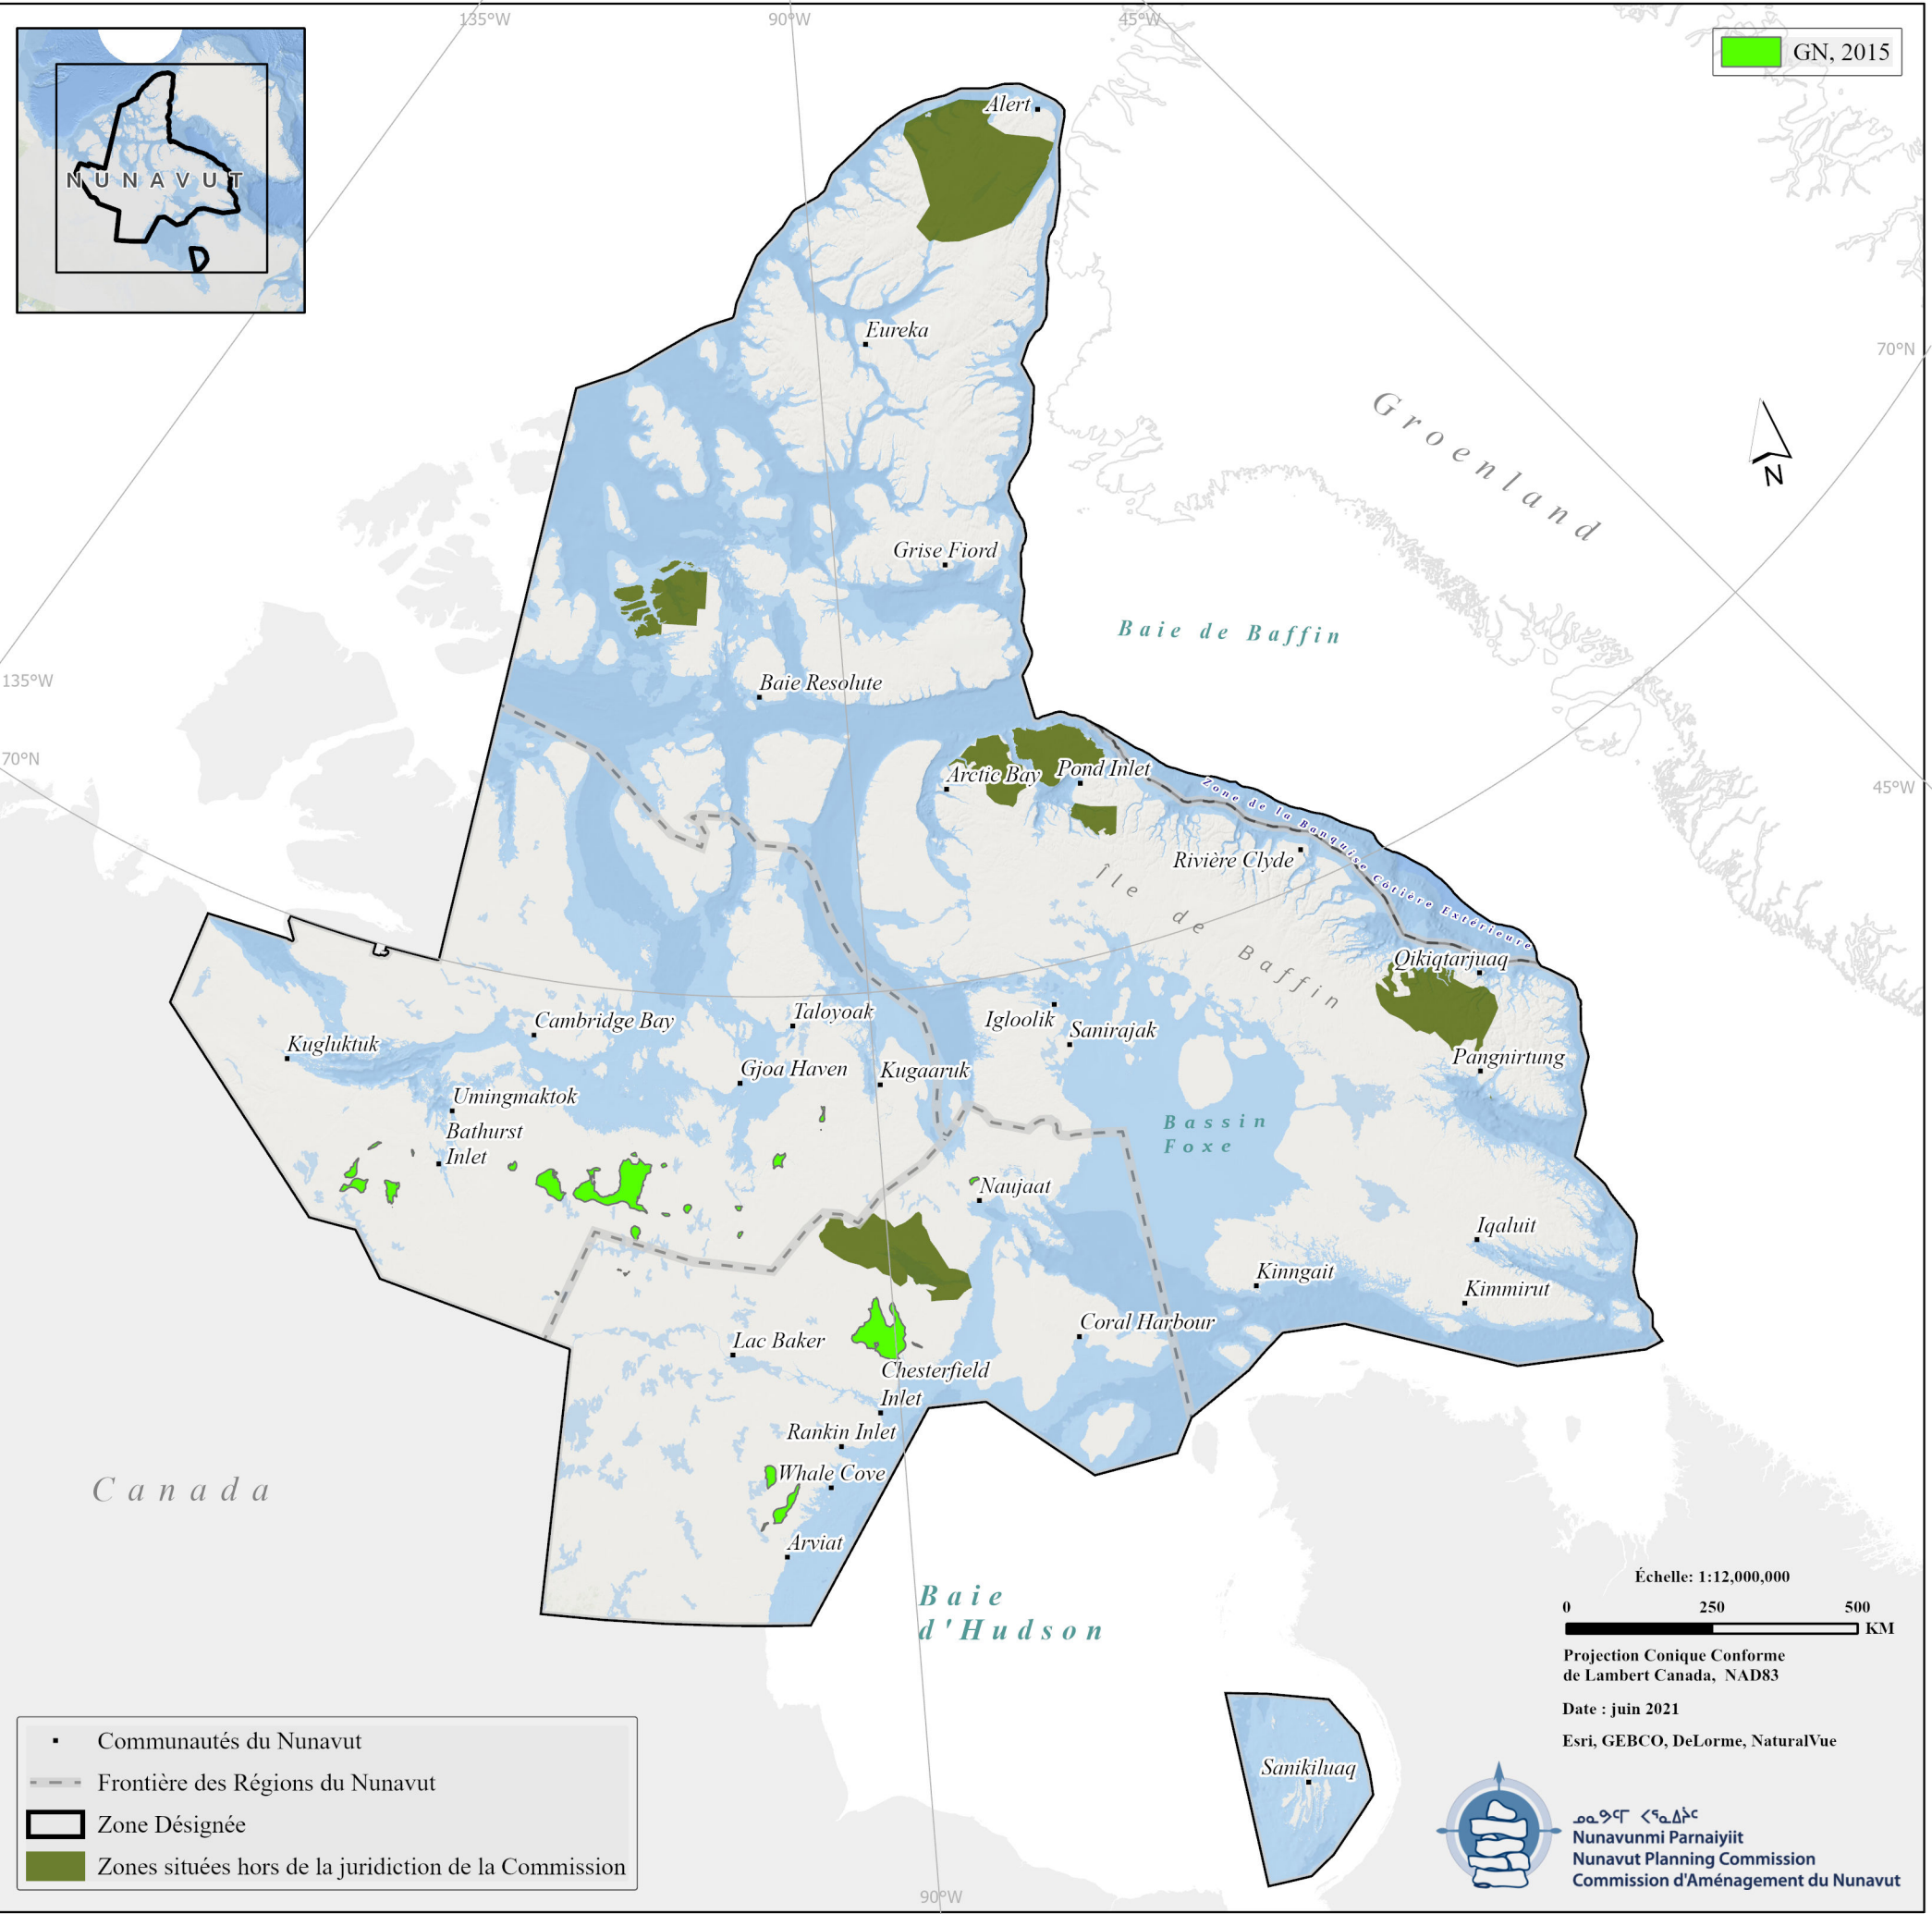 135°W
90°W
45°W
GN, 2015
NUNAVUT
Alert
Eureka
70°N
Groenland
N
Grise Fiord
Baie de Baffin
135°W
Baie Resolute
70°N
Arctic Bay
Pond Inlet
45°W
Zone de la Banquise Côtière Extérieure
Rivière Clyde
Île de Baffin
Qikiqtarjuaq
Taloyoak
Igloolik
Cambridge Bay
Sanirajak
Kugluktuk
Pangnirtung
Gjoa Haven
Kugaaruk
Umingmaktok
Bassin
Foxe
Bathurst
Inlet
Naujaat
Iqaluit
Kinngait
Kimmirut
Coral Harbour
Lac Baker
Chesterfield
Inlet
Rankin Inlet
Whale Cove
Canada
Arviat
Baie
d'Hudson
Échelle: 1:12,000,000
0 250 500
KM
Projection Conique Conforme
de Lambert Canada, NAD83
Date : juin 2021
Esri, GEBCO, DeLorme, NaturalVue
Sanikiluaq
Communautés du Nunavut
Frontière des Régions du Nunavut
Zone Désignée
Zones situées hors de la juridiction de la Commission
90°W
ᓄᓇᕗᒻᒥ ᐸᕐᓇᐃᔩᑦ
Nunavunmi Parnaiyiit
Nunavut Planning Commission
Commission d'Aménagement du Nunavut